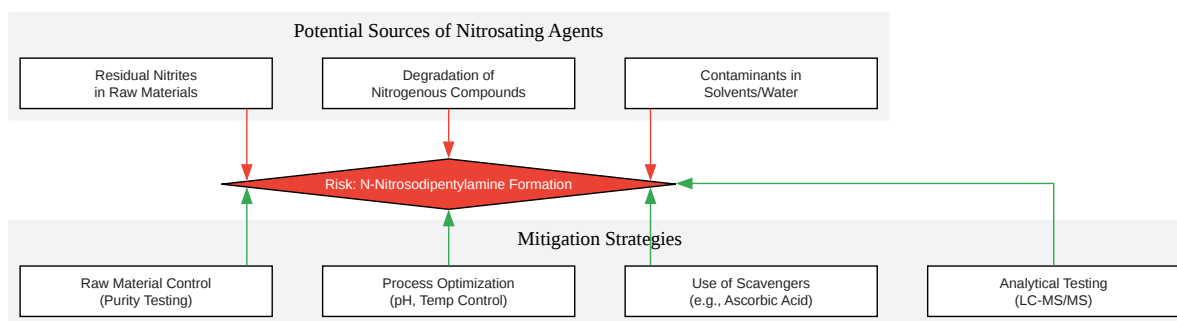 Potential Sources of Nitrosating Agents
Residual Nitrites
in Raw Materials
Degradation of
Nitrogenous Compounds
Contaminants in
Solvents/Water
Risk: N-Nitrosodipentylamine Formation
Mitigation Strategies
Raw Material Control
(Purity Testing)
Process Optimization
(pH, Temp Control)
Use of Scavengers
(e.g., Ascorbic Acid)
Analytical Testing
(LC-MS/MS)